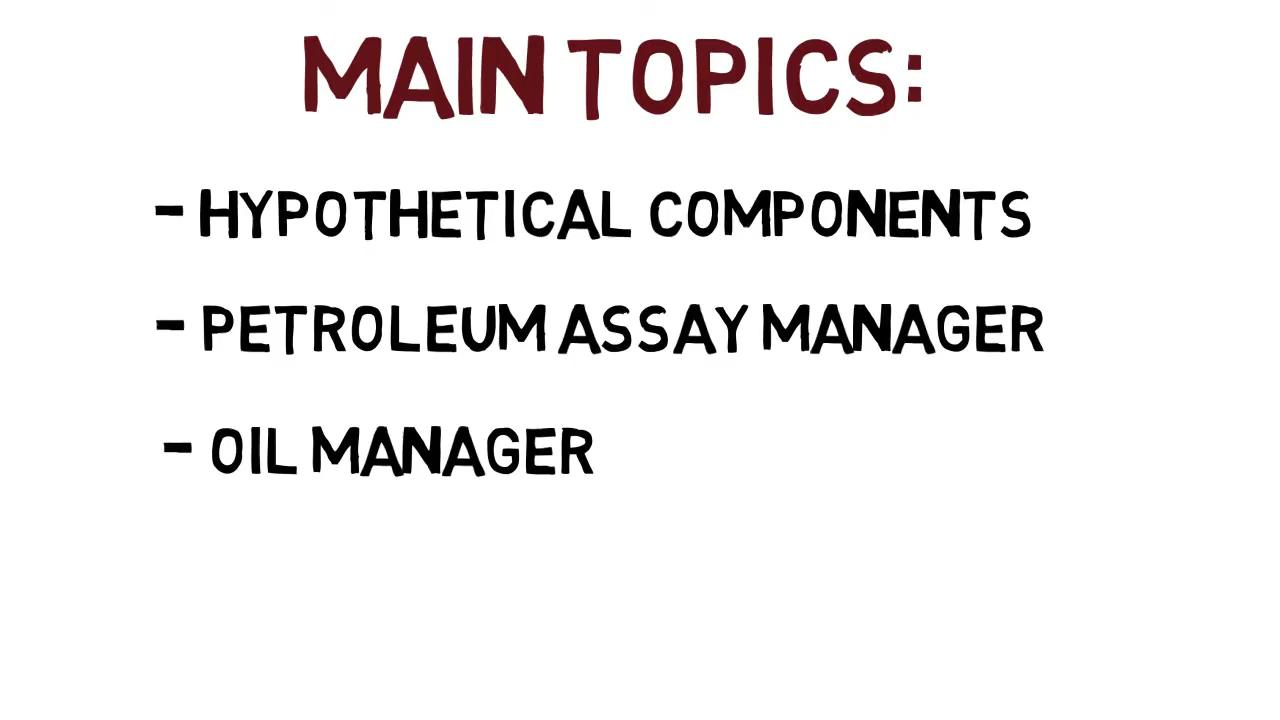 MAIN TOPICS:
- HYPOTHETICAL COMPONENTS
- PETROLEUM ASSAY MANAGER
- OIL MANAGER